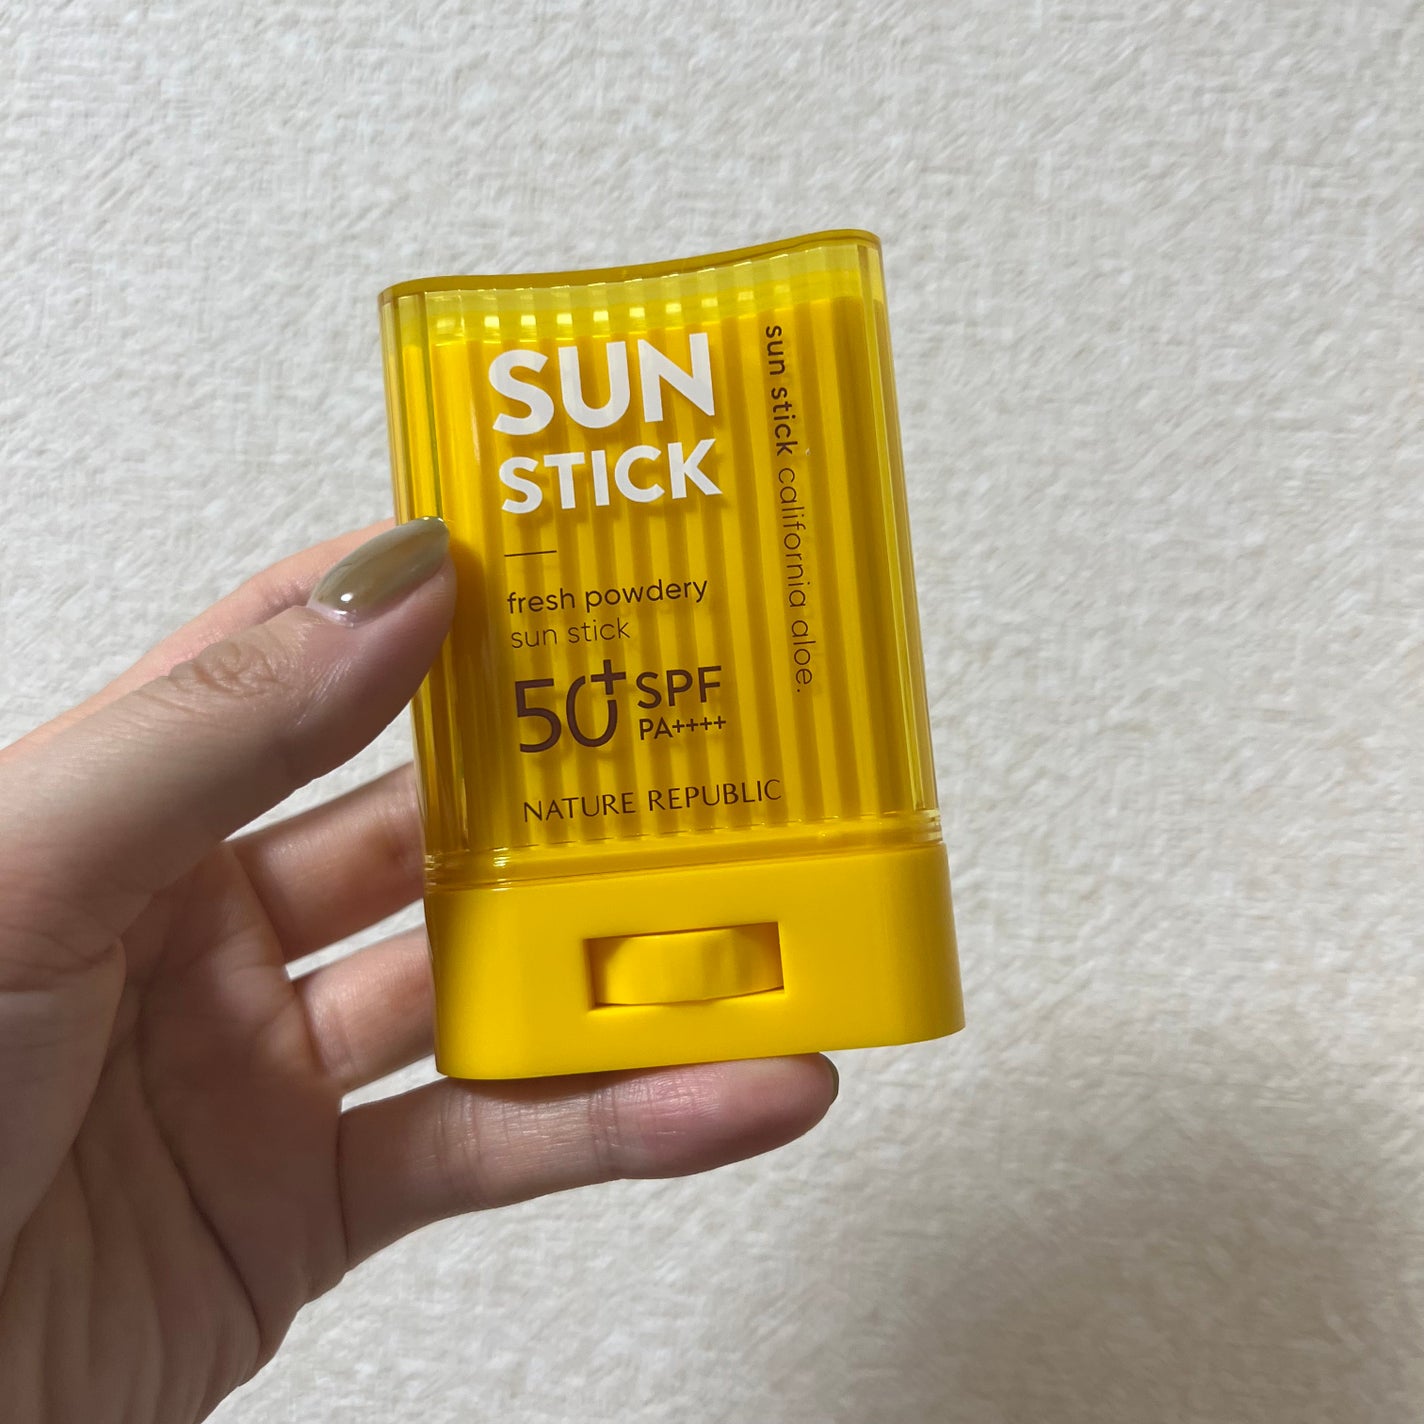 SUN
STICK
fresh powdery
sun stick
50+ SPF
PA++++
NATURE REPUBLIC
sun stick california aloe.